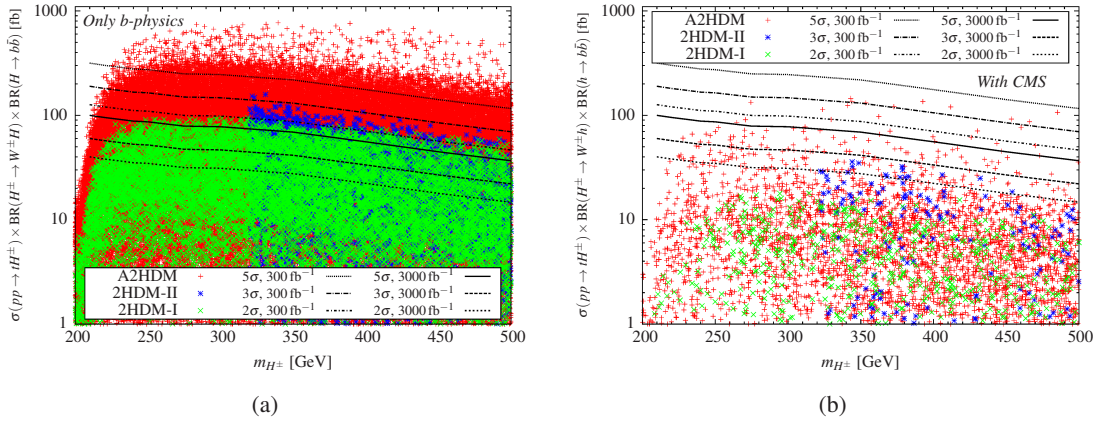 Only b-physics
σ(pp → tH±) × BR(H± → W±H) × BR(H → bb̄) [fb]
1000
100
10
1
A2HDM 5σ, 300 fb⁻¹ 5σ, 3000 fb⁻¹
2HDM-II 3σ, 300 fb⁻¹ 3σ, 3000 fb⁻¹
2HDM-I 2σ, 300 fb⁻¹ 2σ, 3000 fb⁻¹
200 250 300 350 400 450 500
m_H± [GeV]
(a)
σ(pp → tH±) × BR(H± → W±h) × BR(h → bb̄) [fb]
1000
100
10
1
A2HDM 5σ, 300 fb⁻¹ 5σ, 3000 fb⁻¹
2HDM-II 3σ, 300 fb⁻¹ 3σ, 3000 fb⁻¹
2HDM-I 2σ, 300 fb⁻¹ 2σ, 3000 fb⁻¹
With CMS
200 250 300 350 400 450 500
m_H± [GeV]
(b)